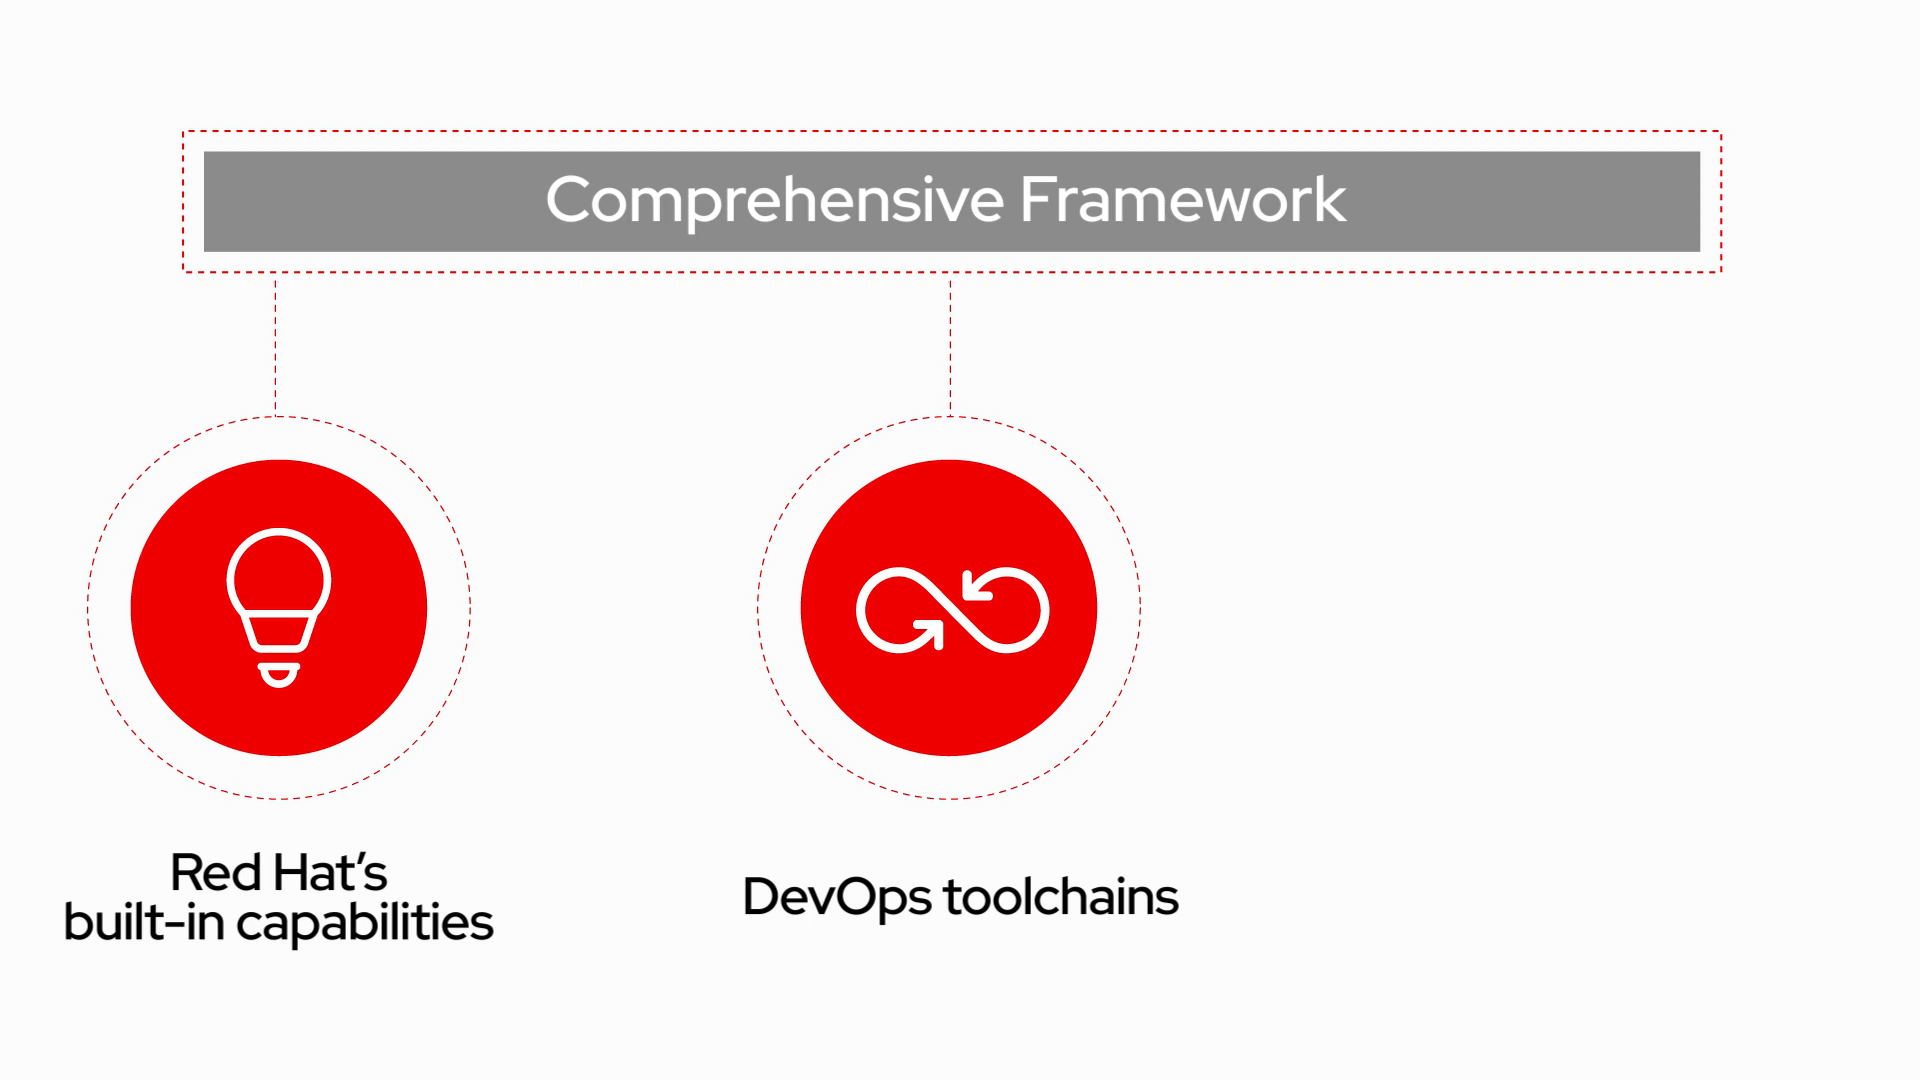 Comprehensive Framework
Red Hat’s
built-in capabilities
DevOps toolchains